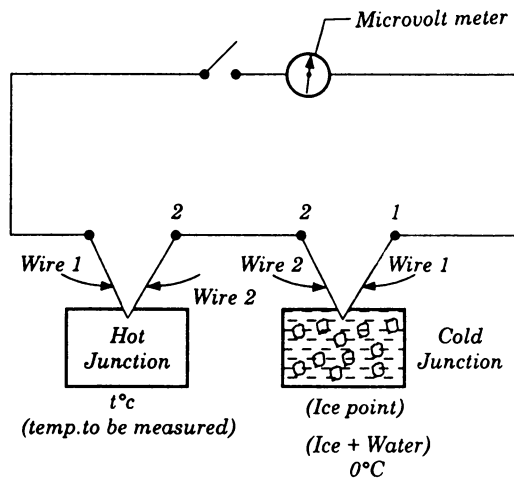 Microvolt meter
2
2
1
Wire 1
Wire 2
Wire 2
Wire 1
Hot
Junction
Cold
Junction
t°c
(temp.to be measured)
(Ice point)
(Ice + Water)
0°C